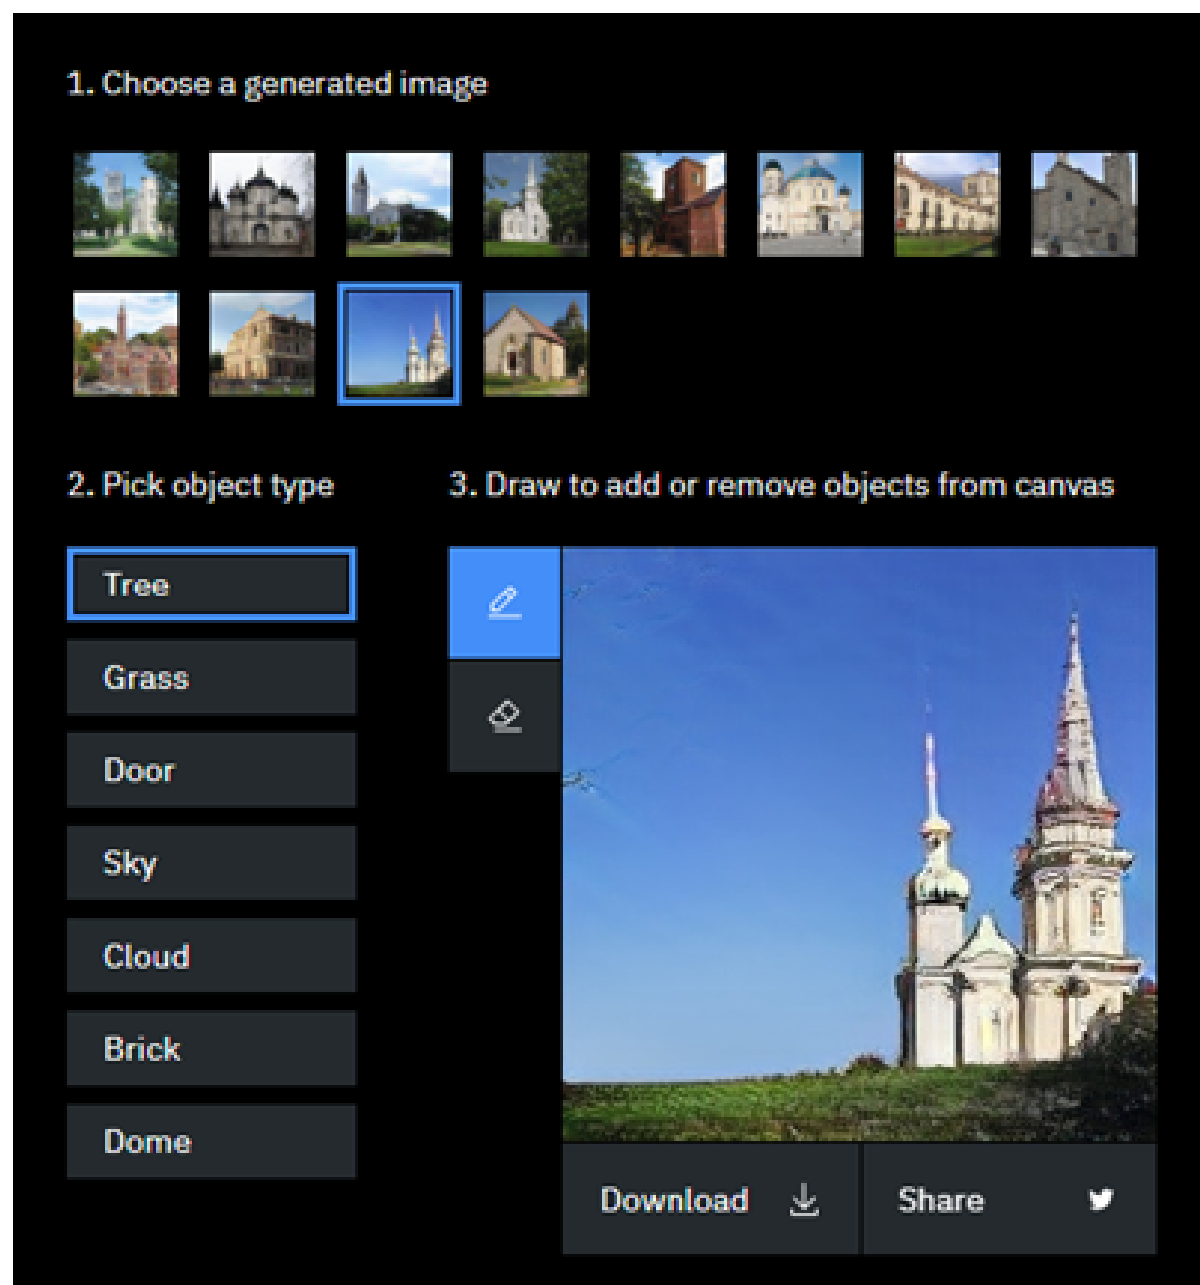 1. Choose a generated image
2. Pick object type
3. Draw to add or remove objects from canvas
Tree
Grass
Door
Sky
Cloud
Brick
Dome
Download
Share